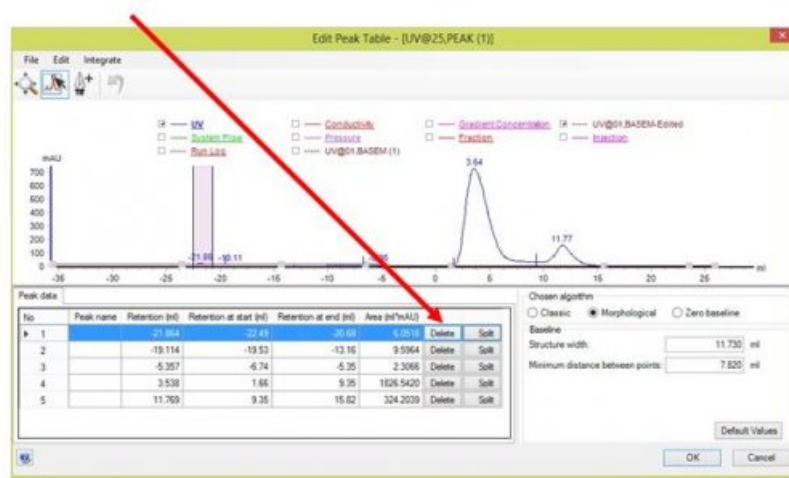 Edit Peak Table - [UV@25,PEAK (1)]
File Edit Integrate
UV Conductivity Gradient Concentration UV@01,BASEM-Edited
System Flow Pressure Fraction Injection
Run Log UV@01,BASEM (1)
mAU
700
600
500
400
300
200
100
0
3.64
11.77
-21.86 -19.11
-35 -30 -25 -20 -15 -10 -5 0 5 10 15 20 25 ml
Peak data
No Peak name Retention (ml) Retention at start (ml) Retention at end (ml) Area (ml*mAU)
1 -21.864 -22.49 -20.68 6.0518 Delete Split
2 -19.114 -19.53 -13.16 9.5964 Delete Split
3 -5.357 -6.74 -5.35 2.3066 Delete Split
4 3.538 1.66 9.35 1826.5420 Delete Split
5 11.769 9.35 15.82 324.2039 Delete Split
Chosen algorithm
Classic Morphological Zero baseline
Baseline
Structure width: 11.730 ml
Minimum distance between points: 7.820 ml
Default Values
OK Cancel